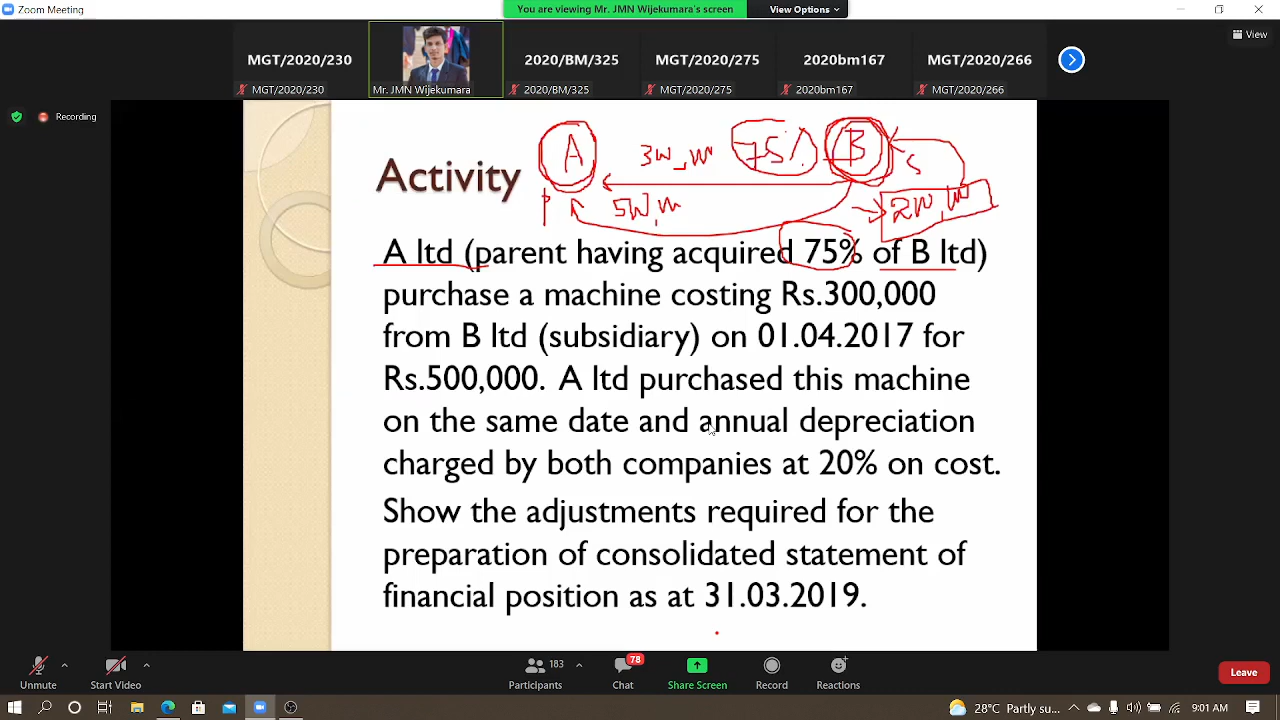 Zoom Meeting
You are viewing Mr. JMN Wijekumara's screen
View Options
View
MGT/2020/230
2020/BM/325
MGT/2020/275
2020bm167
MGT/2020/266
MGT/2020/230
Mr. JMN Wijekumara
2020/BM/325
MGT/2020/275
2020bm167
MGT/2020/266
Recording
A
75%
B
P
S
Activity
A ltd (parent having acquired 75% of B ltd)
purchase a machine costing Rs.300,000
from B ltd (subsidiary) on 01.04.2017 for
Rs.500,000. A ltd purchased this machine
on the same date and annual depreciation
charged by both companies at 20% on cost.
Show the adjustments required for the
preparation of consolidated statement of
financial position as at 31.03.2019.
Unmute
Start Video
183
Participants
78
Chat
Share Screen
Record
Reactions
Leave
28°C Partly su...
9:01 AM